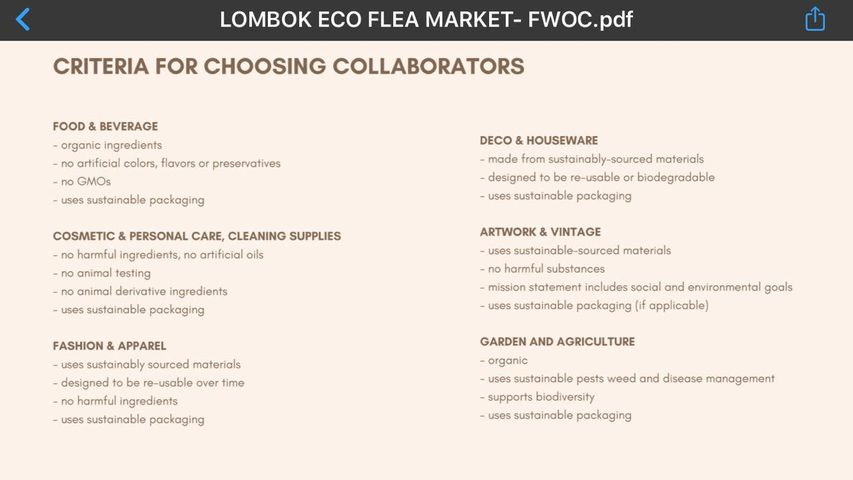 LOMBOK ECO FLEA MARKET- FWOC.pdf
CRITERIA FOR CHOOSING COLLABORATORS
FOOD & BEVERAGE
- organic ingredients
- no artificial colors, flavors or preservatives
- no GMOs
- uses sustainable packaging
COSMETIC & PERSONAL CARE, CLEANING SUPPLIES
- no harmful ingredients, no artificial oils
- no animal testing
- no animal derivative ingredients
- uses sustainable packaging
FASHION & APPAREL
- uses sustainably sourced materials
- designed to be re-usable over time
- no harmful ingredients
- uses sustainable packaging
DECO & HOUSEWARE
- made from sustainably-sourced materials
- designed to be re-usable or biodegradable
- uses sustainable packaging
ARTWORK & VINTAGE
- uses sustainable-sourced materials
- no harmful substances
- mission statement includes social and environmental goals
- uses sustainable packaging (if applicable)
GARDEN AND AGRICULTURE
- organic
- uses sustainable pests weed and disease management
- supports biodiversity
- uses sustainable packaging